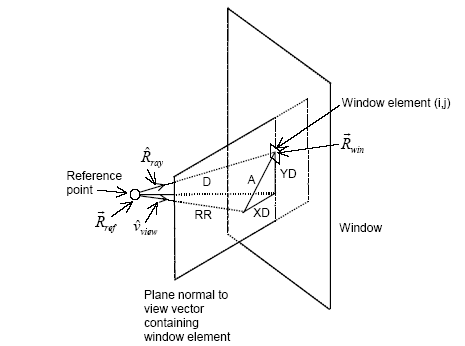 Window element (i,j)
R⃗win
R̂ray
Reference
point
D
A
YD
R⃗ref
v̂view
RR
XD
Window
Plane normal to
view vector
containing
window element